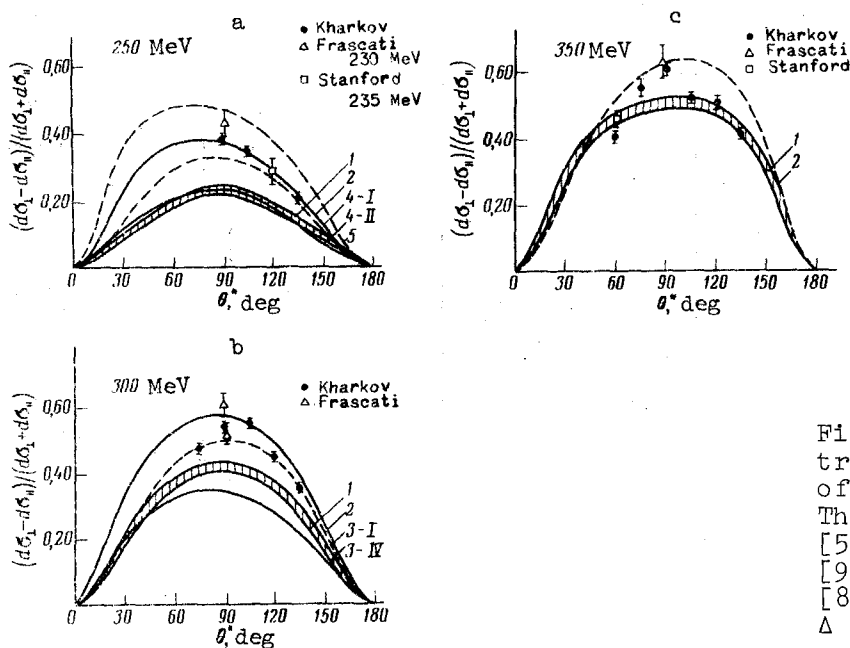 a
250 MeV
● Kharkov
△ Frascati
230 MeV
□ Stanford
235 MeV
(dσ⊥-dσ∥)/(dσ⊥+dσ∥)
0,60
0,40
0,20
1
2
4-I
4-II
5
0 30 60 90 120 150 180
θ,* deg
b
300 MeV
● Kharkov
△ Frascati
(dσ⊥-dσ∥)/(dσ⊥+dσ∥)
0,60
0,40
0,20
1
2
3-I
3-IV
0 30 60 90 120 150 180
θ,* deg
c
350 MeV
● Kharkov
△ Frascati
□ Stanford
(dσ⊥-dσ∥)/(dσ⊥+dσ∥)
0,60
0,40
0,20
1
2
0 30 60 90 120 150 180
θ,* deg
Fi
tr
of
Th
[5
[9
[8
Δ